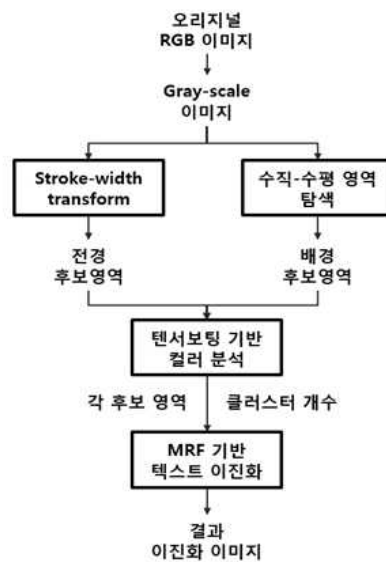 오리지널
RGB 이미지
Gray-scale
이미지
Stroke-width
transform
수직-수평 영역
탐색
전경
후보영역
배경
후보영역
텐서보팅 기반
컬러 분석
각 후보 영역
클러스터 개수
MRF 기반
텍스트 이진화
결과
이진화 이미지